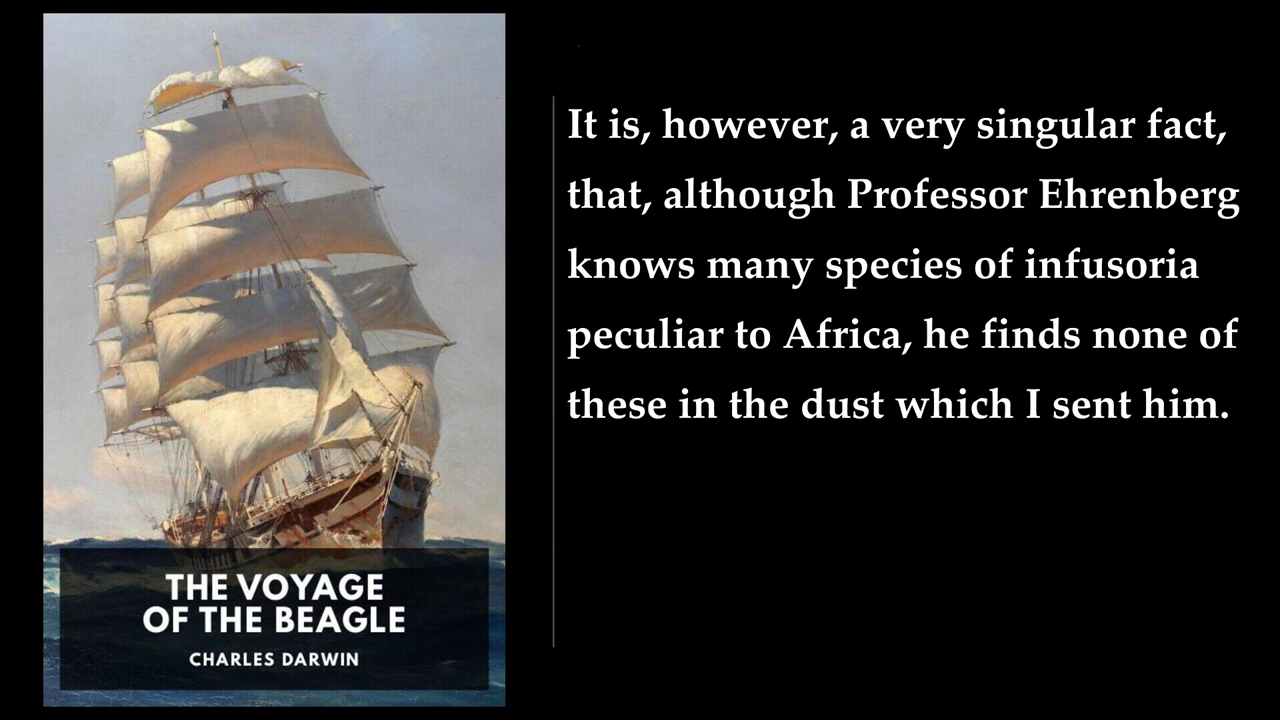 THE VOYAGE
OF THE BEAGLE
CHARLES DARWIN
It is, however, a very singular fact,
that, although Professor Ehrenberg
knows many species of infusoria
peculiar to Africa, he finds none of
these in the dust which I sent him.